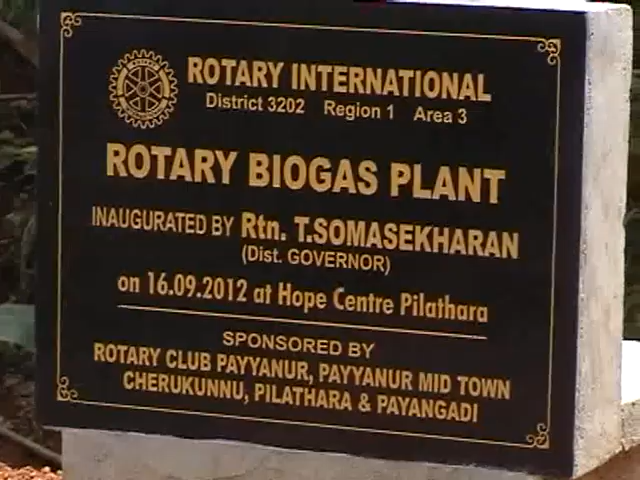 ROTARY INTERNATIONAL
District 3202 Region 1 Area 3
ROTARY BIOGAS PLANT
INAUGURATED BY Rtn. T.SOMASEKHARAN
(Dist. GOVERNOR)
on 16.09.2012 at Hope Centre Pilathara
SPONSORED BY
ROTARY CLUB PAYYANUR, PAYYANUR MID TOWN
CHERUKUNNU, PILATHARA & PAYANGADI